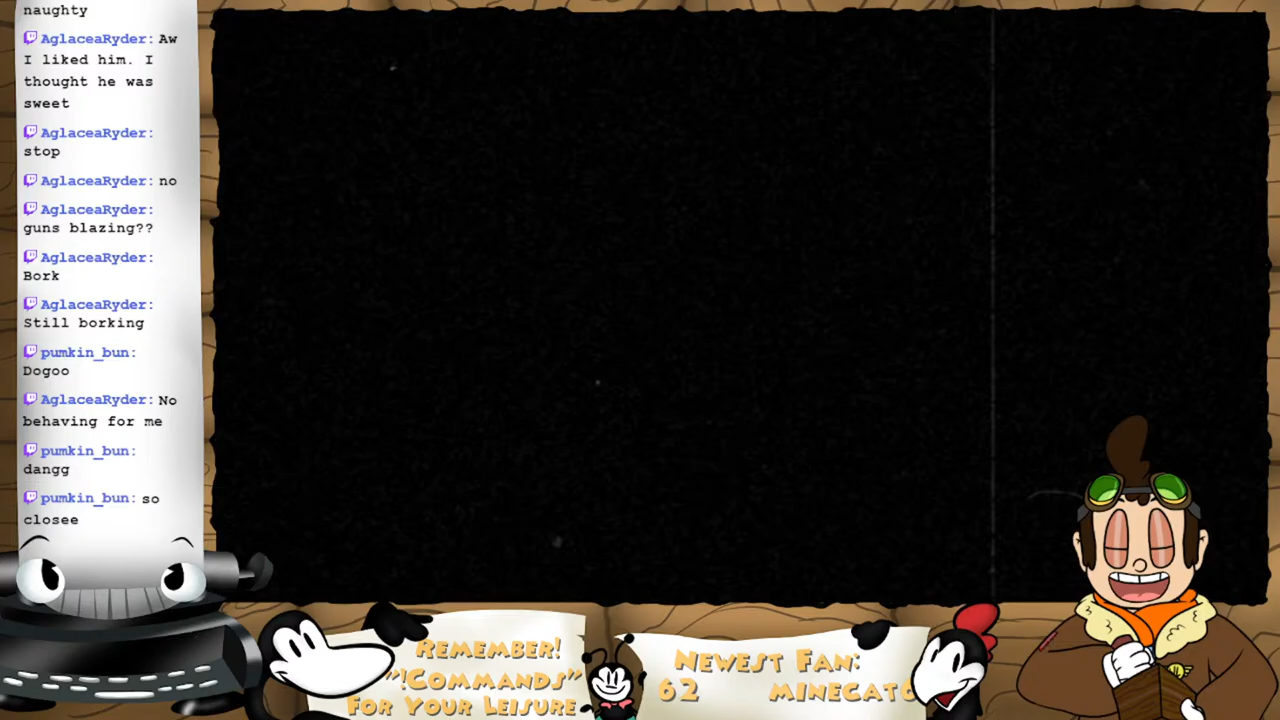 naughty
AglaceaRyder: Aw
I liked him. I
thought he was
sweet
AglaceaRyder:
stop
AglaceaRyder: no
AglaceaRyder:
guns blazing??
AglaceaRyder:
Bork
AglaceaRyder:
Still borking
pumkin_bun:
Dogoo
AglaceaRyder: No
behaving for me
pumkin_bun:
dangg
pumkin_bun: so
closee
Remember!
"!Commands"
For Your Leisure
Newest Fan:
62 minecat